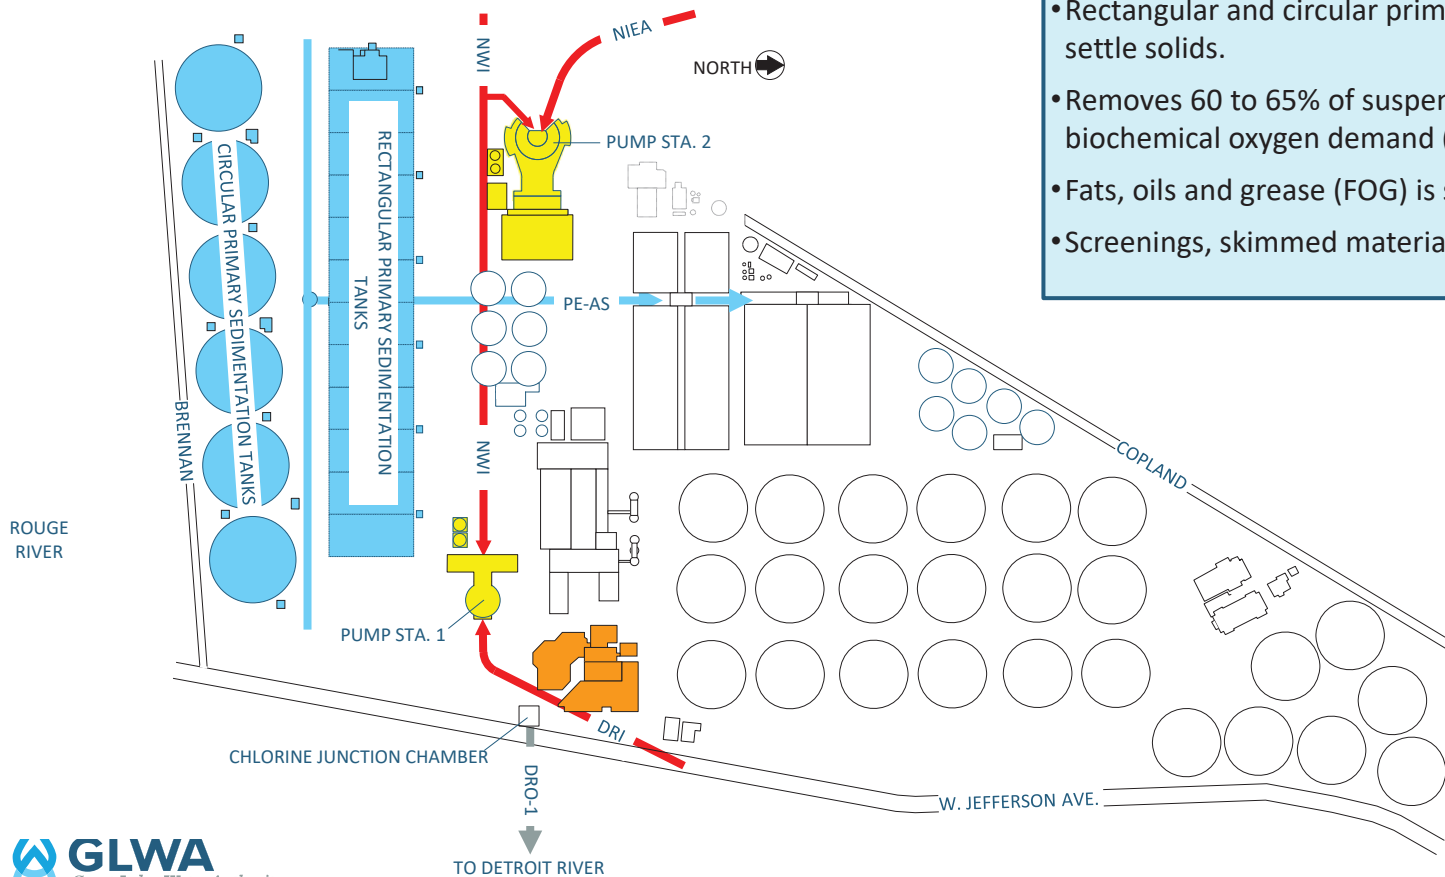 •Rectangular and circular prim
settle solids.
•Removes 60 to 65% of suspe
biochemical oxygen demand (
•Fats, oils and grease (FOG) is
•Screenings, skimmed materia
NWI
NIEA
NORTH
PUMP STA. 2
CIRCULAR PRIMARY SEDIMENTATION TANKS
RECTANGULAR PRIMARY SEDIMENTATION
TANKS
PE-AS
BRENNAN
NWI
COPLAND
ROUGE
RIVER
PUMP STA. 1
DRI
CHLORINE JUNCTION CHAMBER
DRO-1
W. JEFFERSON AVE.
GLWA
TO DETROIT RIVER